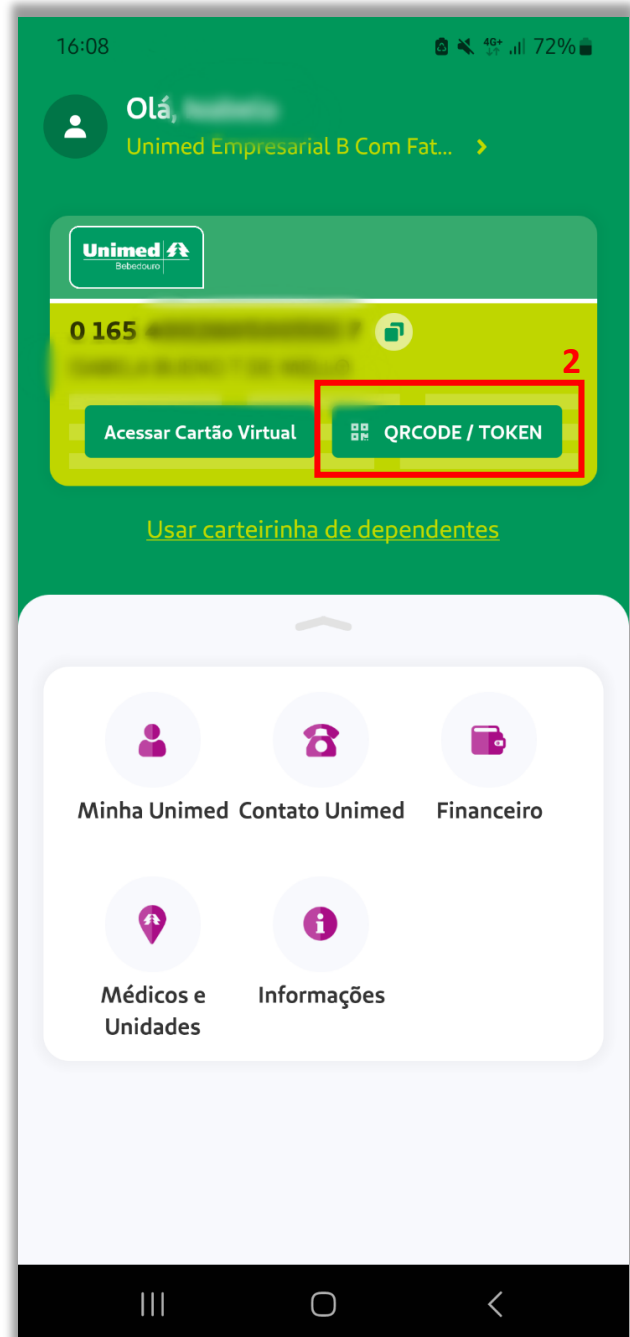 16:08 4G+ 72%
Olá,
Unimed Empresarial B Com Fat...
Unimed
Bebedouro
0 165
2
Acessar Cartão Virtual QRCODE / TOKEN
Usar carteirinha de dependentes
Minha Unimed Contato Unimed Financeiro
Médicos e Informações
Unidades